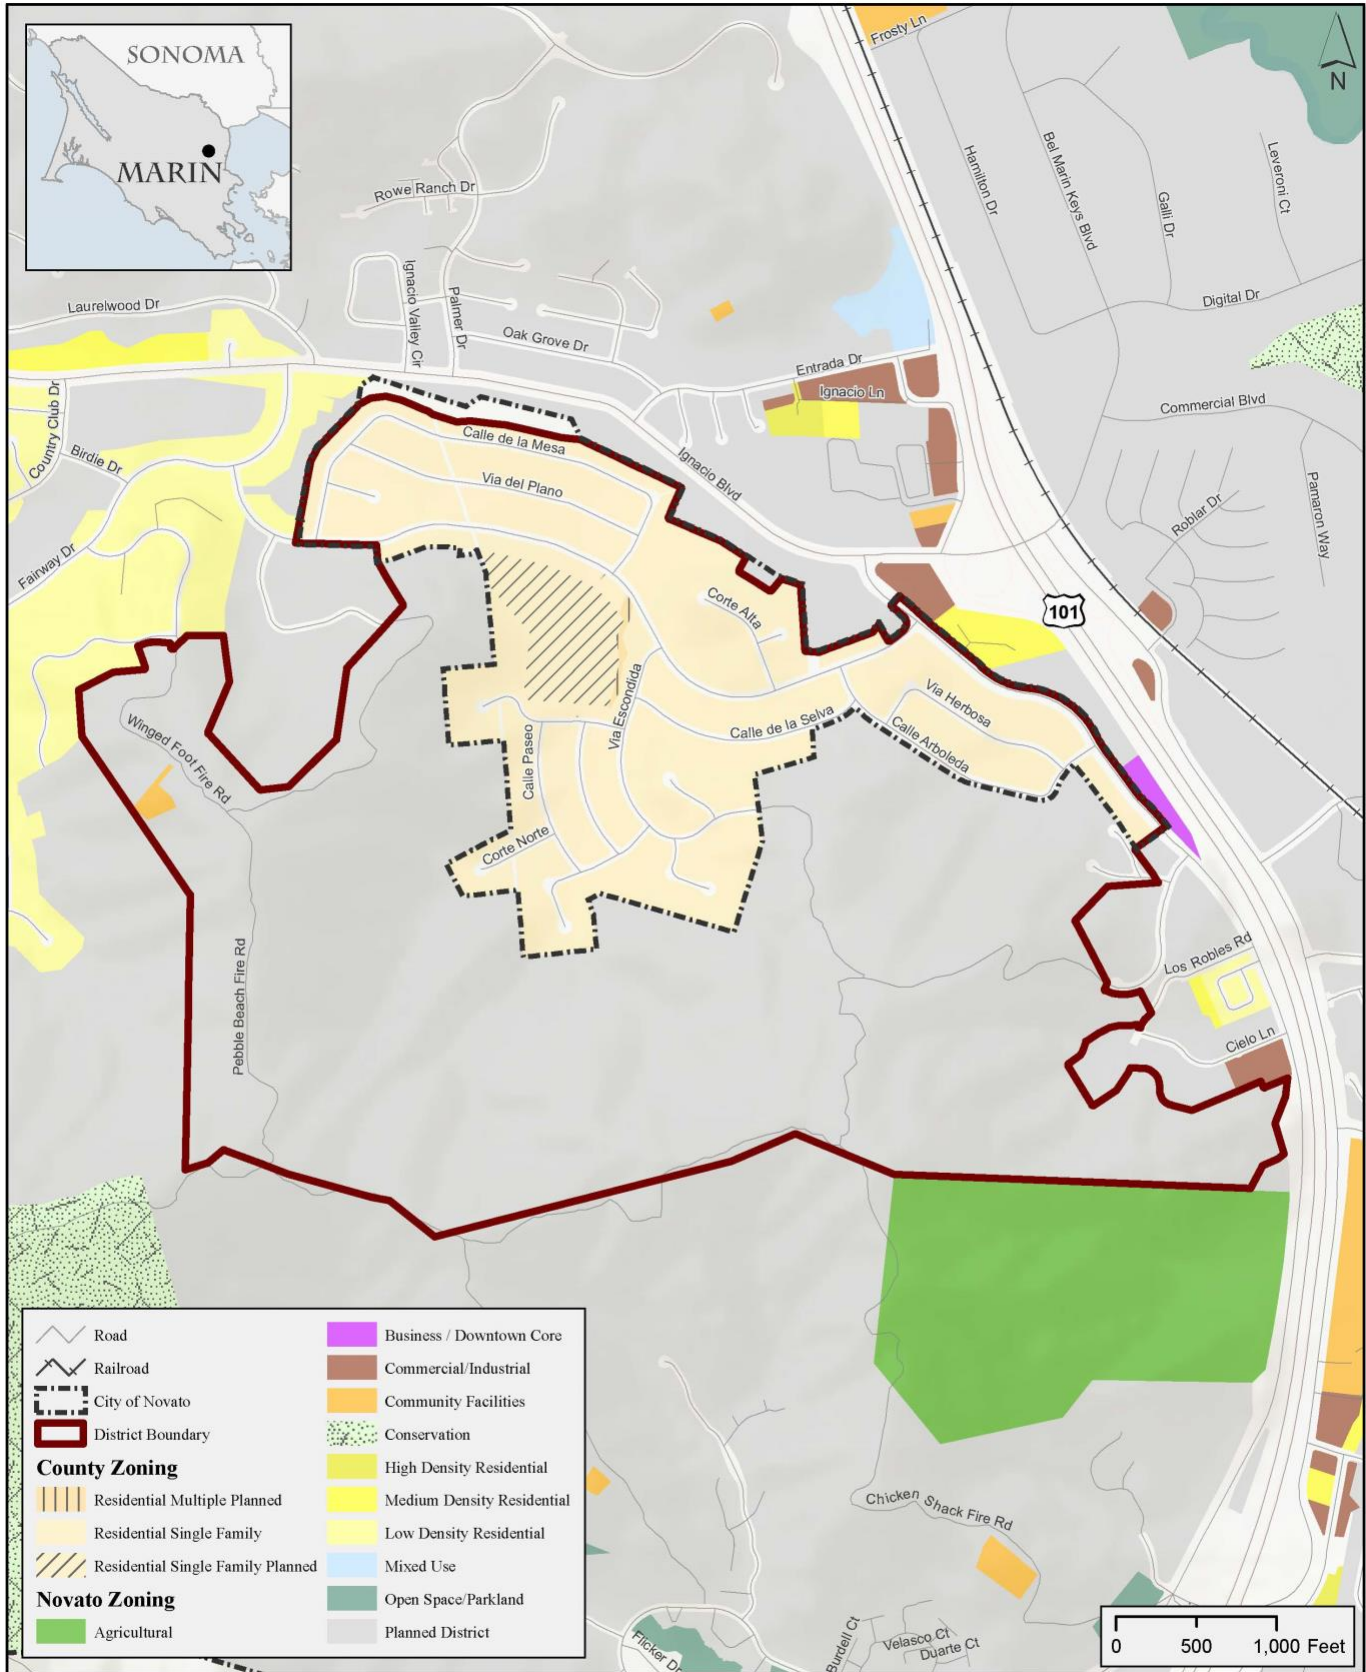 SONOMA
MARIN
N
Frosty Ln
Hamilton Dr
Bel Marin Keys Blvd
Galli Dr
Leveroni Ct
Digital Dr
Rowe Ranch Dr
Laurelwood Dr
Ignacio Valley Cir
Palmer Dr
Oak Grove Dr
Entrada Dr
Ignacio Ln
Commercial Blvd
Country Club Dr
Birdie Dr
Calle de la Mesa
Via del Plano
Ignacio Blvd
Roblar Dr
Pamaron Way
Fairway Dr
Corte Alta
101
Via Escondida
Via Herbosa
Calle de la Selva
Calle Arboleda
Winged Foot Fire Rd
Calle Paseo
Corte Norte
Pebble Beach Fire Rd
Los Robles Rd
Cielo Ln
Chicken Shack Fire Rd
Flicker Dr
Burdell Ct
Velasco Ct
Duarte Ct
Road
Railroad
City of Novato
District Boundary
County Zoning
Residential Multiple Planned
Residential Single Family
Residential Single Family Planned
Novato Zoning
Agricultural
Business / Downtown Core
Commercial/Industrial
Community Facilities
Conservation
High Density Residential
Medium Density Residential
Low Density Residential
Mixed Use
Open Space/Parkland
Planned District
0 500 1,000 Feet